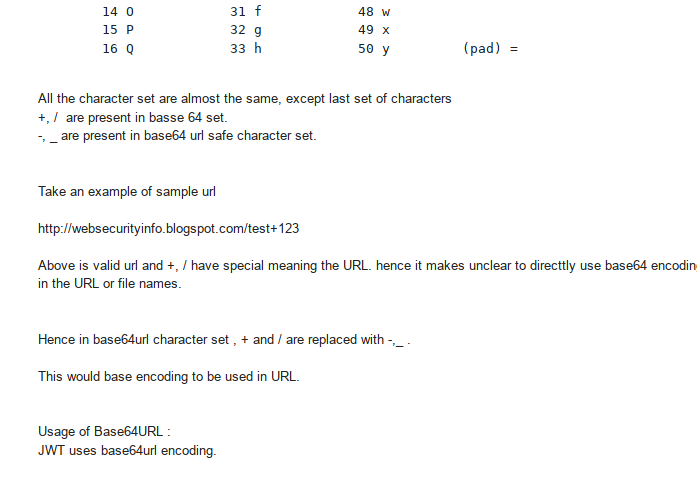 14 O 31 f 48 w
15 P 32 g 49 x
16 Q 33 h 50 y (pad) =
All the character set are almost the same, except last set of characters
+, / are present in basse 64 set.
-, _ are present in base64 url safe character set.
Take an example of sample url
http://websecurityinfo.blogspot.com/test+123
Above is valid url and +, / have special meaning the URL. hence it makes unclear to directtly use base64 encodin
in the URL or file names.
Hence in base64url character set , + and / are replaced with -,_ .
This would base encoding to be used in URL.
Usage of Base64URL :
JWT uses base64url encoding.